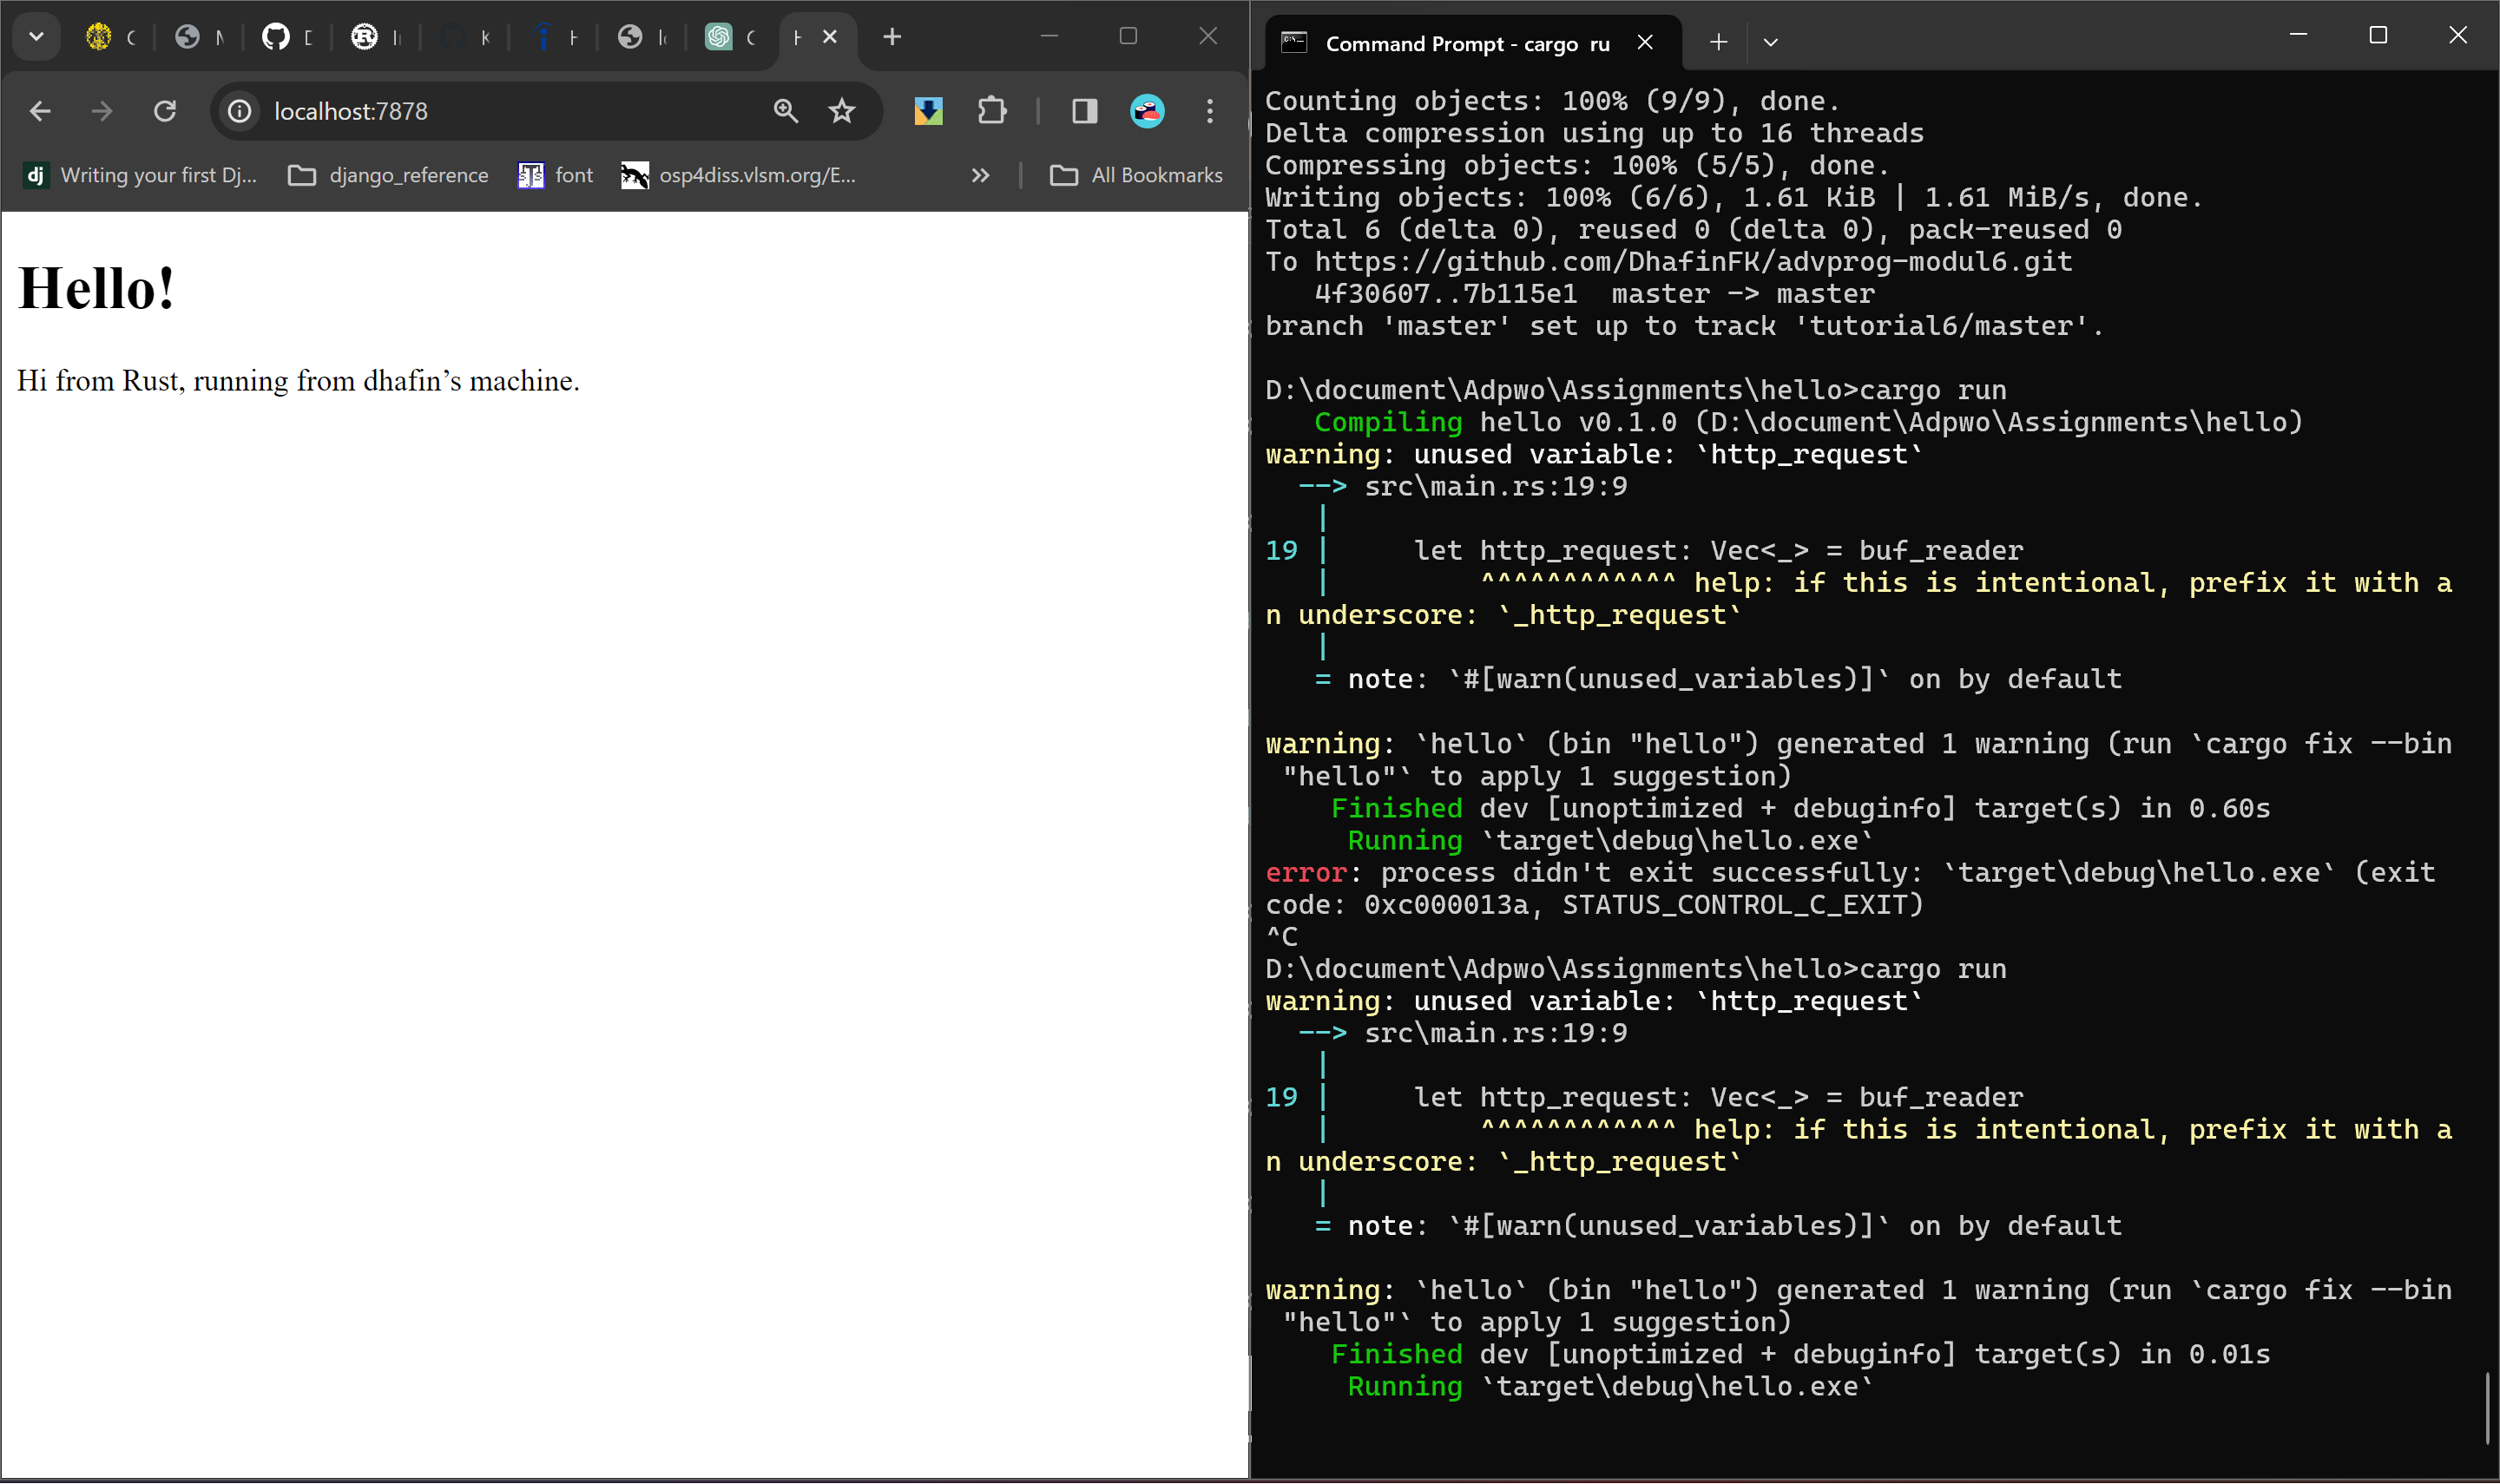 localhost:7878
Writing your first Dj...
django_reference
font
osp4diss.vlsm.org/E...
All Bookmarks
Hello!
Hi from Rust, running from dhafin’s machine.
Command Prompt - cargo  ru
Counting objects: 100% (9/9), done.
Delta compression using up to 16 threads
Compressing objects: 100% (5/5), done.
Writing objects: 100% (6/6), 1.61 KiB | 1.61 MiB/s, done.
Total 6 (delta 0), reused 0 (delta 0), pack-reused 0
To https://github.com/DhafinFK/advprog-modul6.git
   4f30607..7b115e1  master -> master
branch 'master' set up to track 'tutorial6/master'.
D:\document\Adpwo\Assignments\hello>cargo run
   Compiling hello v0.1.0 (D:\document\Adpwo\Assignments\hello)
warning: unused variable: `http_request`
  --> src\main.rs:19:9
   |
19 |     let http_request: Vec<_> = buf_reader
   |         ^^^^^^^^^^^^ help: if this is intentional, prefix it with a
n underscore: `_http_request`
   |
   = note: `#[warn(unused_variables)]` on by default
warning: `hello` (bin "hello") generated 1 warning (run `cargo fix --bin
 "hello"` to apply 1 suggestion)
    Finished dev [unoptimized + debuginfo] target(s) in 0.60s
     Running `target\debug\hello.exe`
error: process didn't exit successfully: `target\debug\hello.exe` (exit
code: 0xc000013a, STATUS_CONTROL_C_EXIT)
^C
D:\document\Adpwo\Assignments\hello>cargo run
warning: unused variable: `http_request`
  --> src\main.rs:19:9
   |
19 |     let http_request: Vec<_> = buf_reader
   |         ^^^^^^^^^^^^ help: if this is intentional, prefix it with a
n underscore: `_http_request`
   |
   = note: `#[warn(unused_variables)]` on by default
warning: `hello` (bin "hello") generated 1 warning (run `cargo fix --bin
 "hello"` to apply 1 suggestion)
    Finished dev [unoptimized + debuginfo] target(s) in 0.01s
     Running `target\debug\hello.exe`